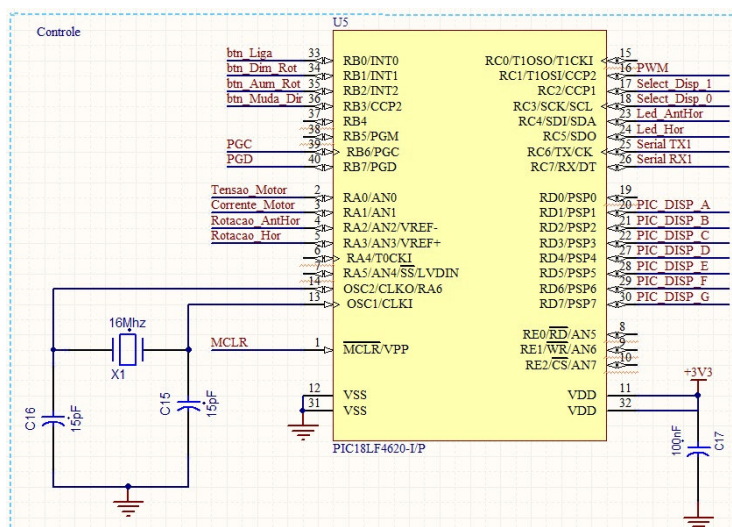 Controle
U5
btn_Liga 33 RB0/INT0 RC0/T1OSO/T1CKI 15
btn_Dim_Rot 34 RB1/INT1 RC1/T1OSI/CCP2 16 PWM
btn_Aum_Rot 35 RB2/INT2 RC2/CCP1 17 Select_Disp_1
btn_Muda_Dir 36 RB3/CCP2 RC3/SCK/SCL 18 Select_Disp_0
37 RB4 RC4/SDI/SDA 23 Led_AntHor
38 RB5/PGM RC5/SDO 24 Led_Hor
PGC 39 RB6/PGC RC6/TX/CK 25 Serial TX1
PGD 40 RB7/PGD RC7/RX/DT 26 Serial RX1
Tensao_Motor 2 RA0/AN0 RD0/PSP0 19
Corrente_Motor 3 RA1/AN1 RD1/PSP1 20 PIC_DISP_A
Rotacao_AntHor 4 RA2/AN2/VREF- RD2/PSP2 21 PIC_DISP_B
Rotacao_Hor 5 RA3/AN3/VREF+ RD3/PSP3 22 PIC_DISP_C
6 RA4/T0CKI RD4/PSP4 27 PIC_DISP_D
7 RA5/AN4/SS/LVDIN RD5/PSP5 28 PIC_DISP_E
14 OSC2/CLKO/RA6 RD6/PSP6 29 PIC_DISP_F
13 OSC1/CLKI RD7/PSP7 30 PIC_DISP_G
16Mhz
X1
RE0/RD/AN5 8
MCLR 1 MCLR/VPP RE1/WR/AN6 9
RE2/CS/AN7 10
+3V3
12 VSS VDD 11
31 VSS VDD 32
C16 15pF
C15 15pF
100nF C17
PIC18LF4620-I/P